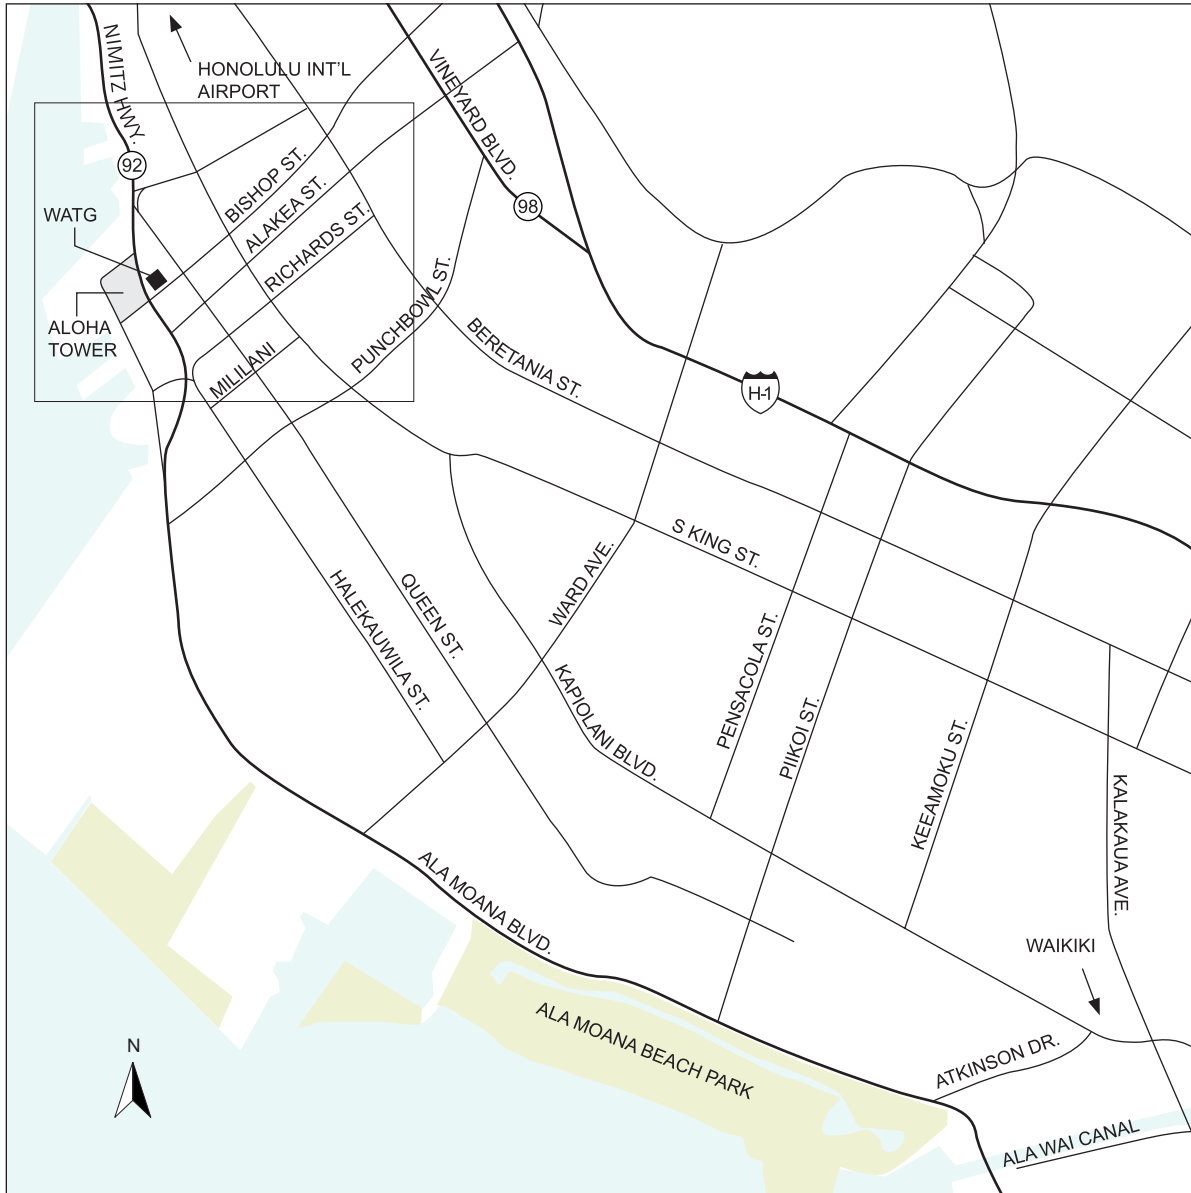 NIMITZ HWY.
HONOLULU INT'L
AIRPORT
VINEYARD BLVD.
92
BISHOP ST.
ALAKEA ST.
RICHARDS ST.
98
WATG
PUNCHBOWL ST.
ALOHA
TOWER
MILILANI
BERETANIA ST.
H-1
S KING ST.
WARD AVE.
HALEKAUWILA ST.
QUEEN ST.
KAPIOLANI BLVD.
PENSACOLA ST.
PIIKOI ST.
KEEAMOKU ST.
KALAKAUA AVE.
ALA MOANA BLVD.
WAIKIKI
ALA MOANA BEACH PARK
N
ATKINSON DR.
ALA WAI CANAL